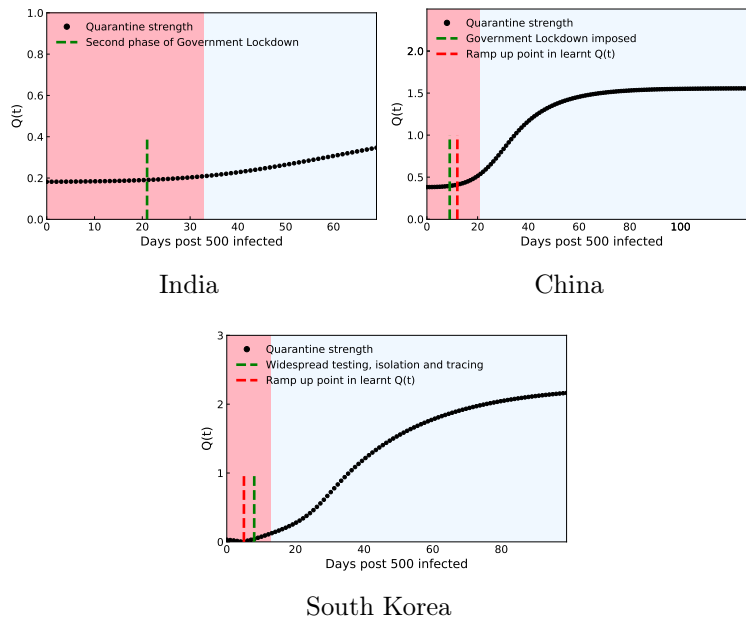 1.0
0.8
0.6
0.4
0.2
0.0
Q(t)
Quarantine strength
Second phase of Government Lockdown
0 10 20 30 40 50 60
Days post 500 infected
India
2.0
1.5
1.0
0.5
0.0
Q(t)
Quarantine strength
Government Lockdown imposed
Ramp up point in learnt Q(t)
0 20 40 60 80 100
Days post 500 infected
China
3
2
1
0
Q(t)
Quarantine strength
Widespread testing, isolation and tracing
Ramp up point in learnt Q(t)
0 20 40 60 80
Days post 500 infected
South Korea